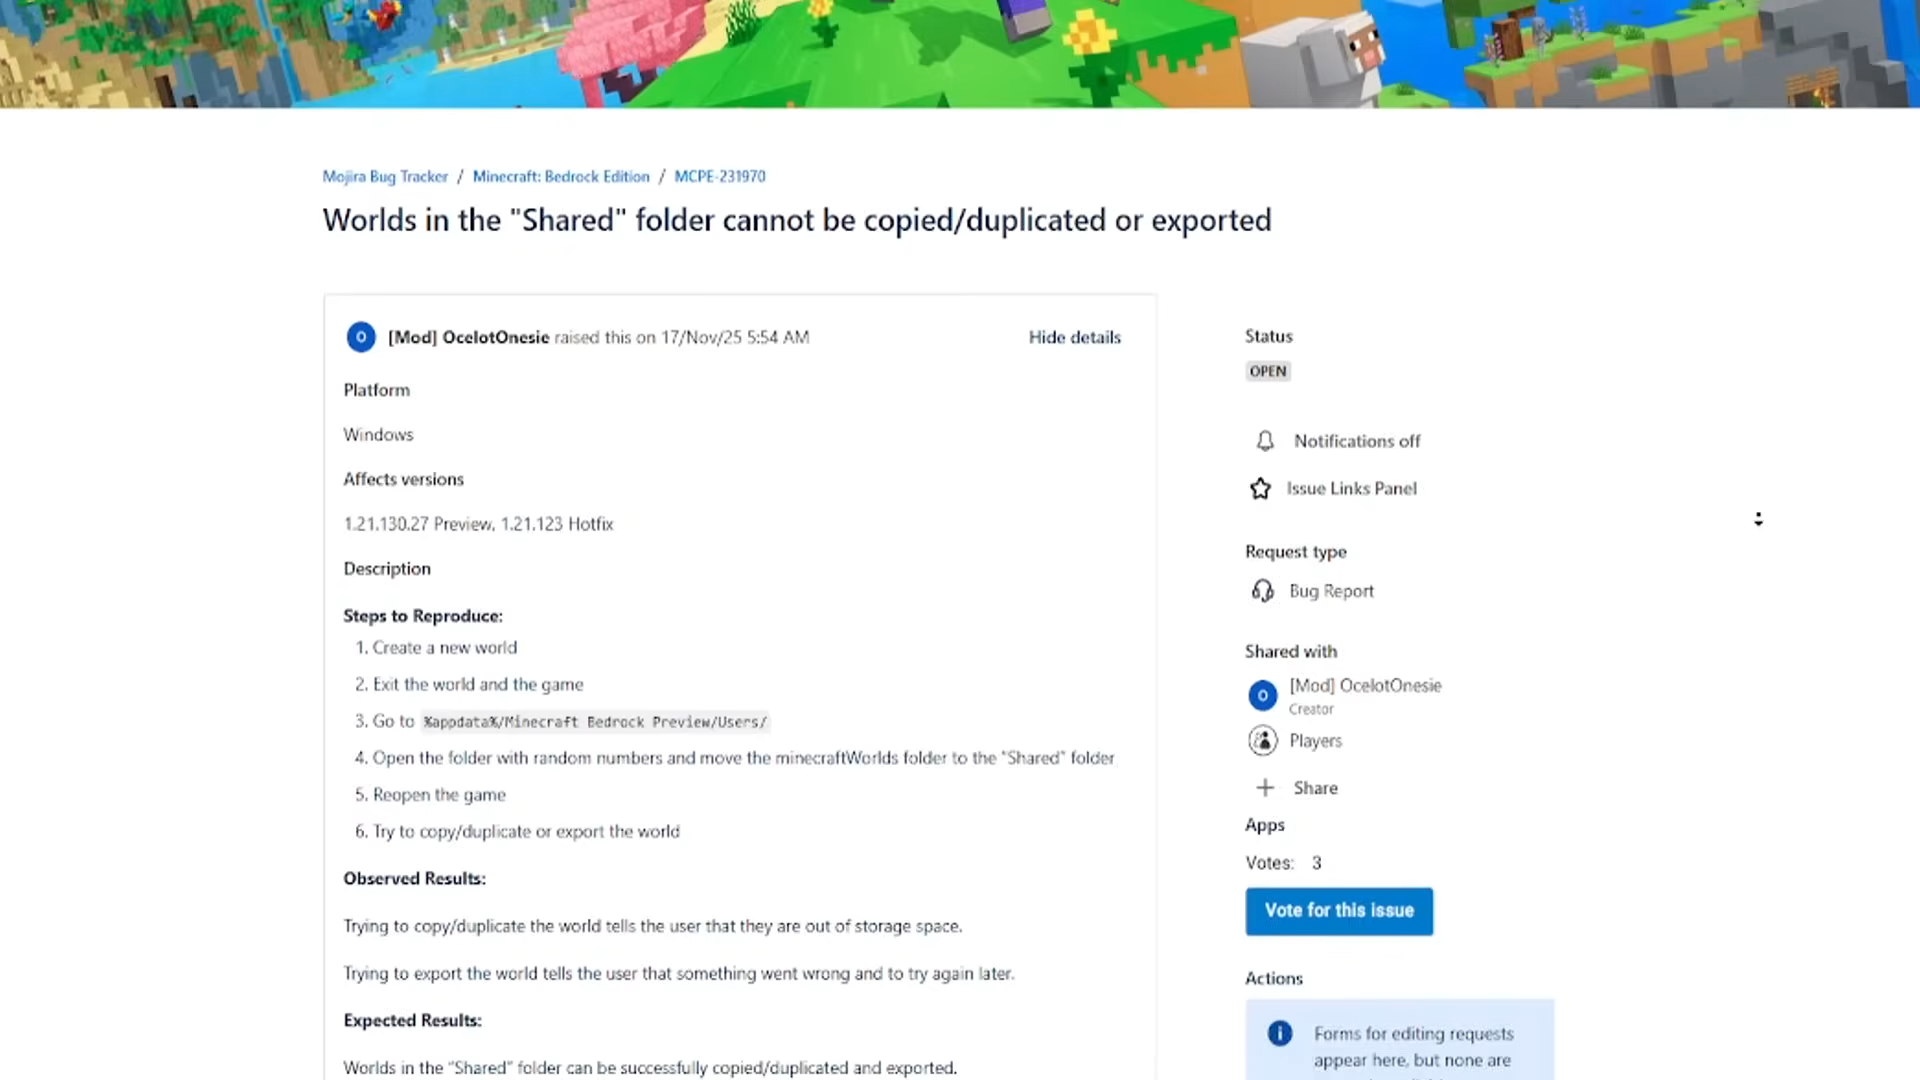 Mojira Bug Tracker / Minecraft: Bedrock Edition / MCPE-231970
Worlds in the "Shared" folder cannot be copied/duplicated or exported
O [Mod] OcelotOnesie raised this on 17/Nov/25 5:54 AM Hide details
Platform
Windows
Affects versions
1.21.130.27 Preview, 1.21.123 Hotfix
Description
Steps to Reproduce:
1. Create a new world
2. Exit the world and the game
3. Go to %appdata%/Minecraft Bedrock Preview/Users/
4. Open the folder with random numbers and move the minecraftWorlds folder to the "Shared" folder
5. Reopen the game
6. Try to copy/duplicate or export the world
Observed Results:
Trying to copy/duplicate the world tells the user that they are out of storage space.
Trying to export the world tells the user that something went wrong and to try again later.
Expected Results:
Worlds in the "Shared" folder can be successfully copied/duplicated and exported.
Status
OPEN
Notifications off
Issue Links Panel
Request type
Bug Report
Shared with
O [Mod] OcelotOnesie
Creator
Players
Share
Apps
Votes: 3
Vote for this issue
Actions
Forms for editing requests
appear here, but none are